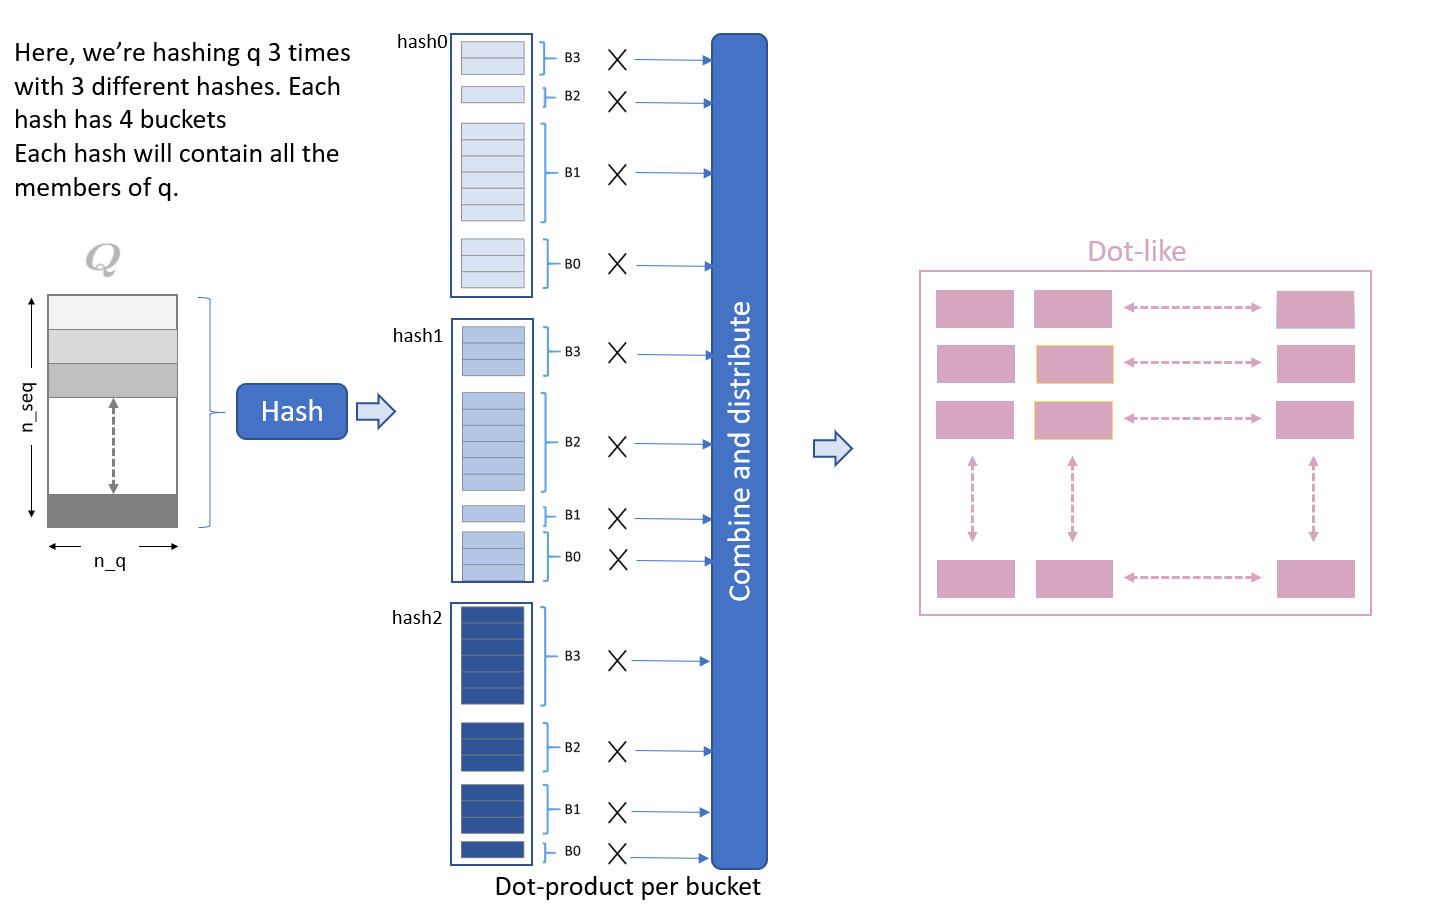 Here, we’re hashing q 3 times
with 3 different hashes. Each
hash has 4 buckets
Each hash will contain all the
members of q.
Q
n_seq
n_q
Hash
hash0
B3
B2
B1
B0
hash1
B3
B2
B1
B0
hash2
B3
B2
B1
B0
Dot-product per bucket
Combine and distribute
Dot-like